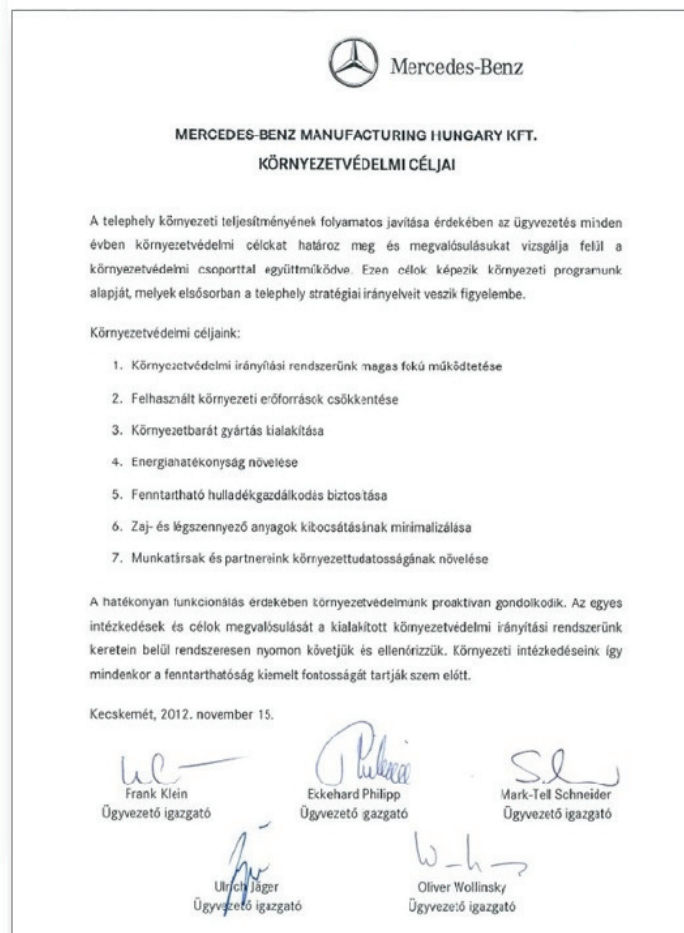 Mercedes-Benz
MERCEDES-BENZ MANUFACTURING HUNGARY KFT.
KÖRNYEZETVÉDELMI CÉLJAI
A telephely környezeti teljesítményének folyamatos javítása érdekében az ügyvezetés minden
évben környezetvédelmi célokat határoz meg és megvalósulásukat vizsgálja felül a
környezetvédelmi csoporttal együttműködve. Ezen célok képezik környezeti programunk
alapját, melyek elsősorban a telephely stratégiai irányelveit veszik figyelembe.
Környezetvédelmi céljaink:
1. Környezetvédelmi irányítási rendszerünk magas fokú működtetése
2. Felhasznált környezeti erőforrások csökkentése
3. Környezetbarát gyártás kialakítása
4. Energiahatékonyság növelése
5. Fenntartható hulladékgazdálkodás biztosítása
6. Zaj- és légszennyező anyagok kibocsátásának minimalizálása
7. Munkatársak és partnereink környezettudatosságának növelése
A hatékonyan funkcionálás érdekében környezetvédelmünk proaktívan gondolkodik. Az egyes
intézkedések és célok megvalósulását a kialakított környezetvédelmi irányítási rendszerünk
keretein belül rendszeresen nyomon követjük és ellenőrizzük. Környezeti intézkedéseink így
mindenkor a fenntarthatóság kiemelt fontosságát tartják szem előtt.
Kecskemét, 2012. november 15.
Frank Klein Ekkehard Philipp Mark-Tell Schneider
Ügyvezető igazgató Ügyvezető igazgató Ügyvezető igazgató
Ulrich Jäger Oliver Wollinsky
Ügyvezető igazgató Ügyvezető igazgató